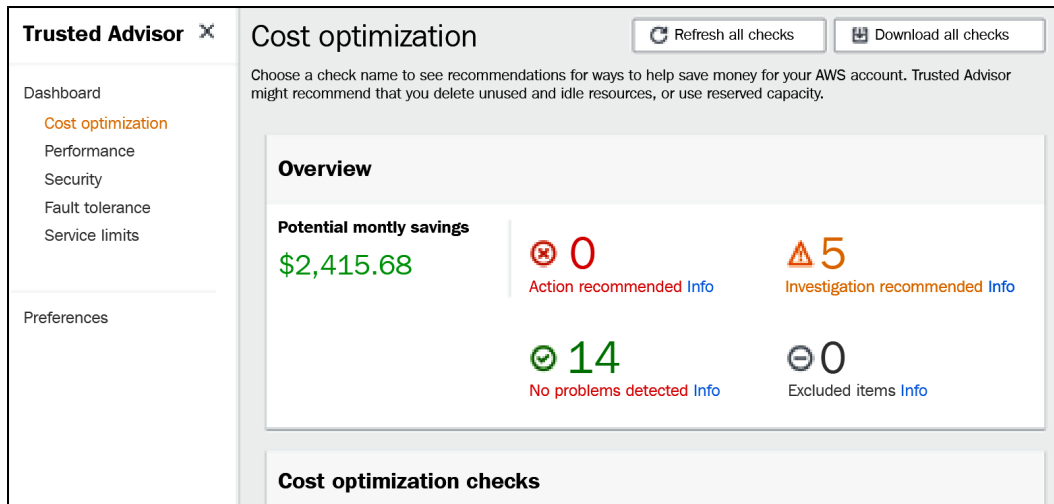 Trusted Advisor
Dashboard
Cost optimization
Performance
Security
Fault tolerance
Service limits
Preferences
Cost optimization
Refresh all checks
Download all checks
Choose a check name to see recommendations for ways to help save money for your AWS account. Trusted Advisor
might recommend that you delete unused and idle resources, or use reserved capacity.
Overview
Potential montly savings
$2,415.68
0
Action recommended Info
5
Investigation recommended Info
14
No problems detected Info
0
Excluded items Info
Cost optimization checks